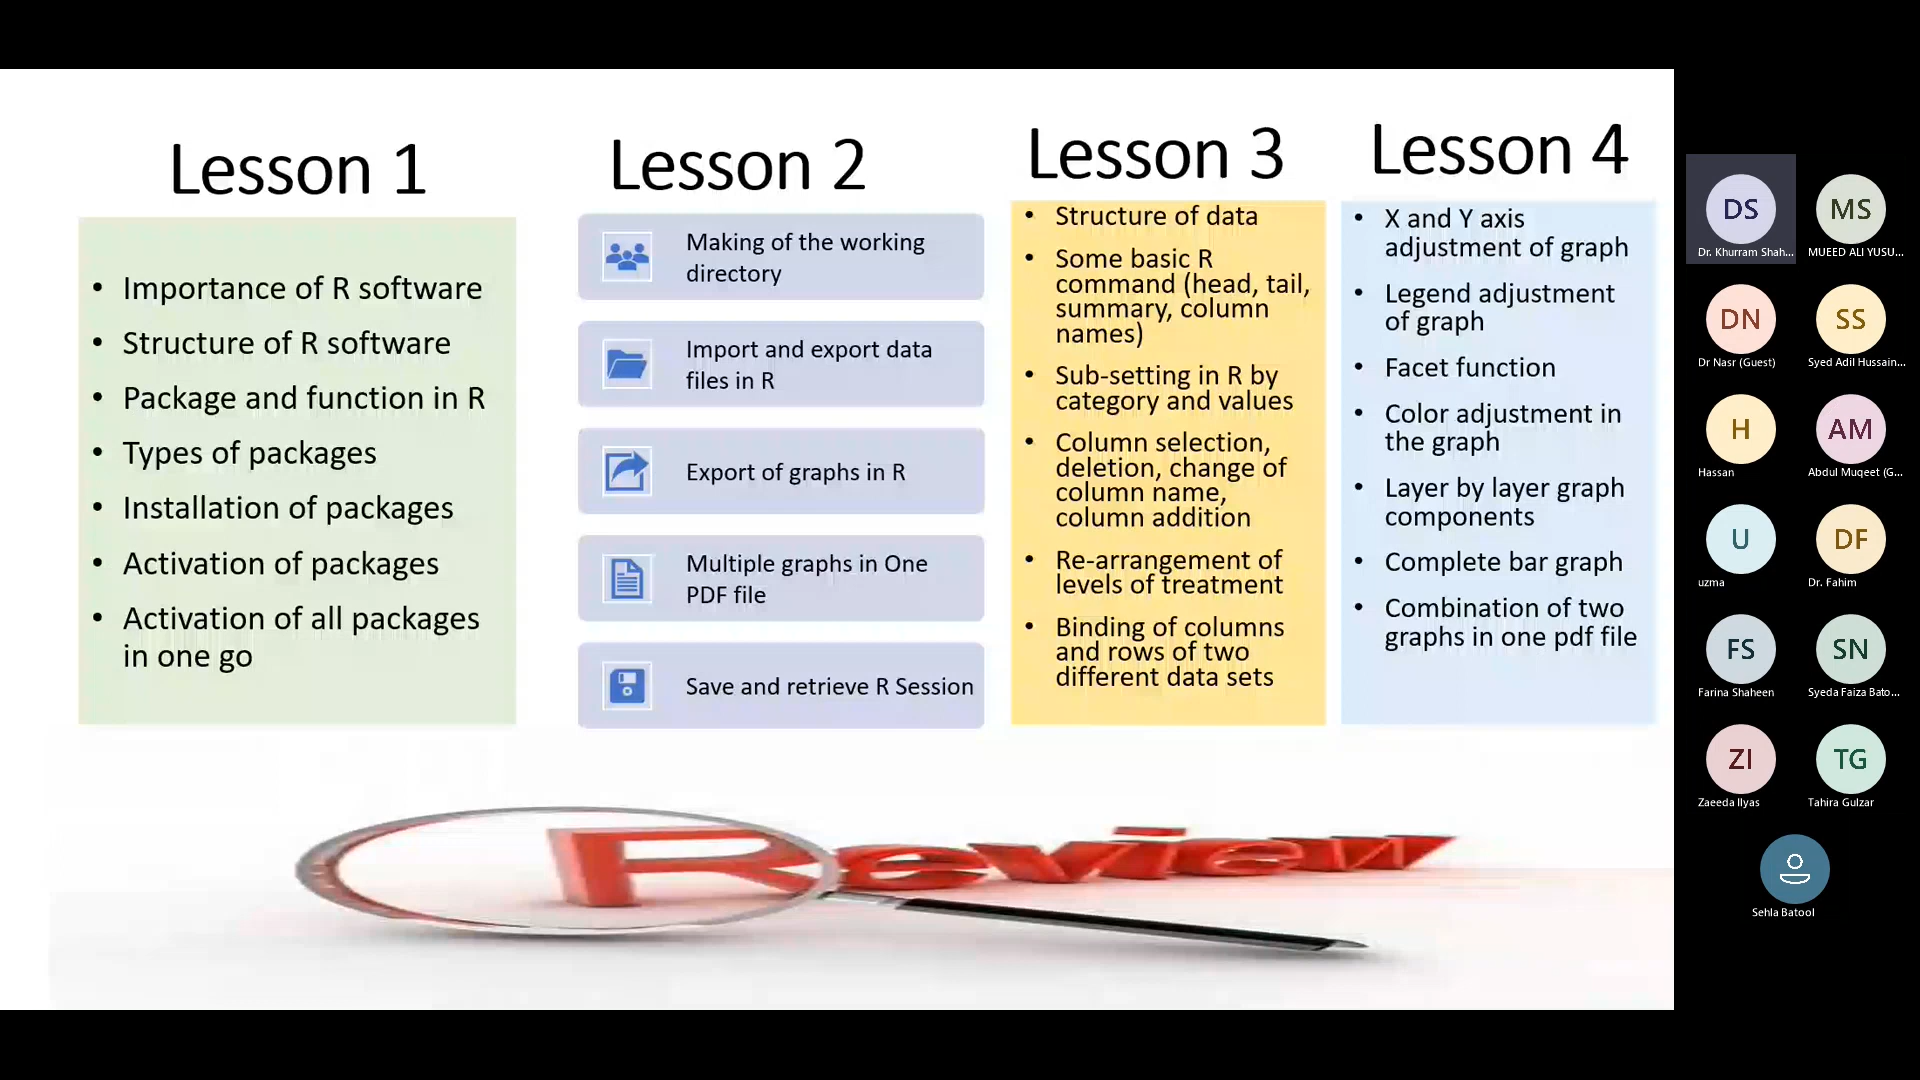 Lesson 1
• Importance of R software
• Structure of R software
• Package and function in R
• Types of packages
• Installation of packages
• Activation of packages
• Activation of all packages
in one go
Lesson 2
Making of the working
directory
Import and export data
files in R
Export of graphs in R
Multiple graphs in One
PDF file
Save and retrieve R Session
Lesson 3
• Structure of data
• Some basic R
command (head, tail,
summary, column
names)
• Sub-setting in R by
category and values
• Column selection,
deletion, change of
column name,
column addition
• Re-arrangement of
levels of treatment
• Binding of columns
and rows of two
different data sets
Lesson 4
• X and Y axis
adjustment of graph
• Legend adjustment
of graph
• Facet function
• Color adjustment in
the graph
• Layer by layer graph
components
• Complete bar graph
• Combination of two
graphs in one pdf file
Review
DS
Dr. Khurram Shah...
MS
MUEED ALI YUSU...
DN
Dr Nasr (Guest)
SS
Syed Adil Hussain...
H
Hassan
AM
Abdul Muqeet (G...
U
uzma
DF
Dr. Fahim
FS
Farina Shaheen
SN
Syeda Faiza Bato...
ZI
Zaeeda Ilyas
TG
Tahira Gulzar
Sehla Batool